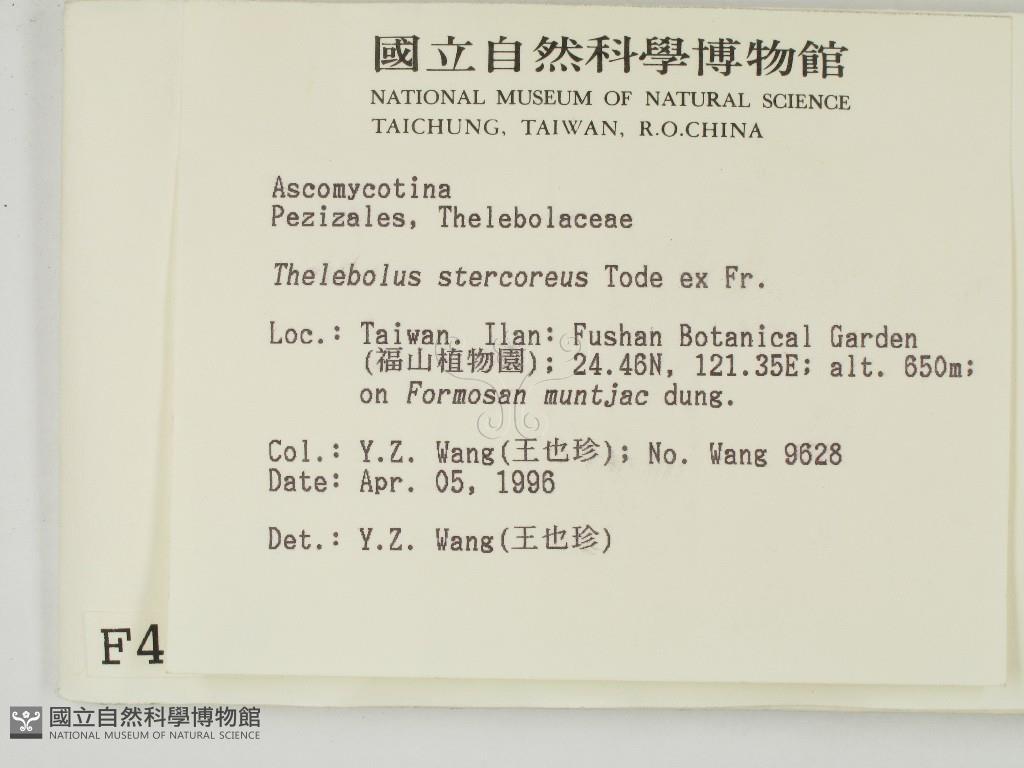 國立自然科學博物館
NATIONAL MUSEUM OF NATURAL SCIENCE
TAICHUNG, TAIWAN, R.O.CHINA
Ascomycotina
Pezizales, Thelebolaceae
Thelebolus stercoreus Tode ex Fr.
Loc.: Taiwan. Ilan: Fushan Botanical Garden
(福山植物園); 24.46N, 121.35E; alt. 650m;
on Formosan muntjac dung.
Col.: Y.Z. Wang(王也珍); No. Wang 9628
Date: Apr. 05, 1996
Det.: Y.Z. Wang(王也珍)
F4
國立自然科學博物館
NATIONAL MUSEUM OF NATURAL SCIENCE